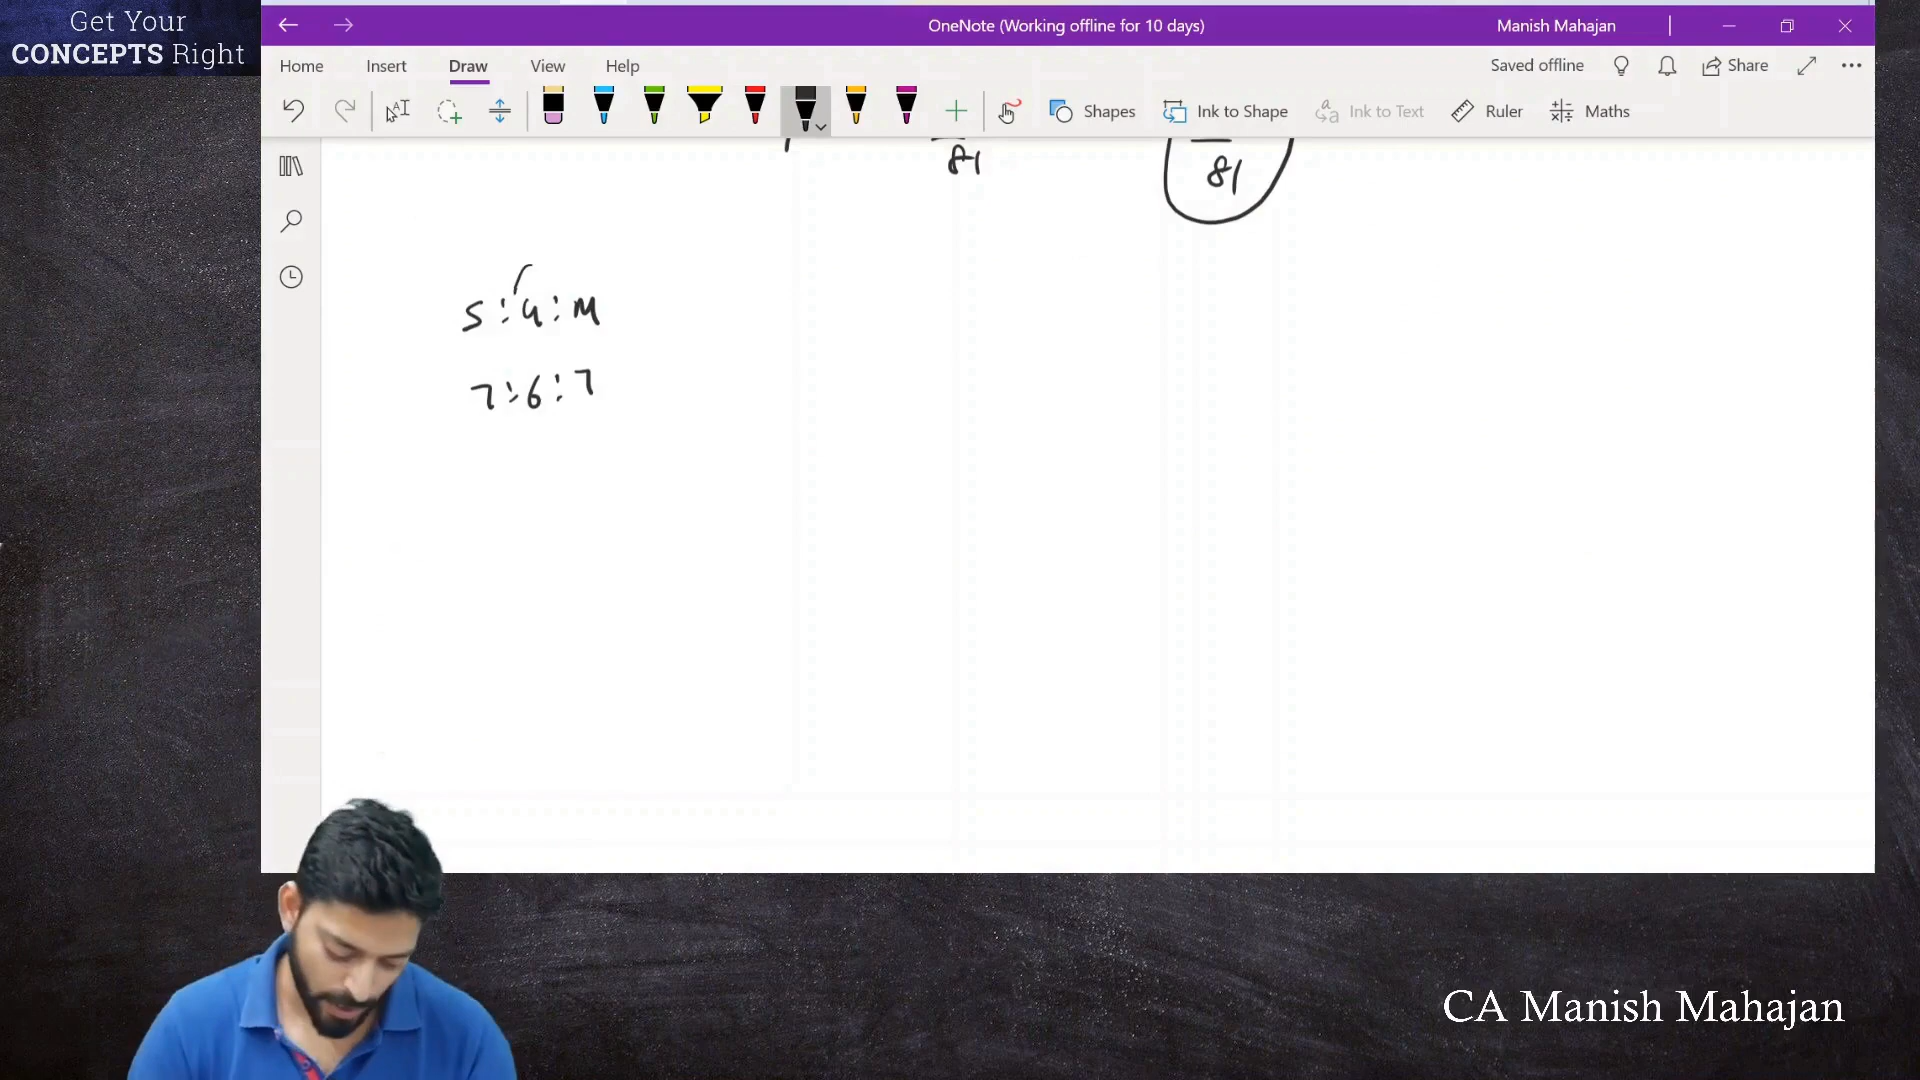 Get Your
CONCEPTS Right
OneNote (Working offline for 10 days)
Manish Mahajan
Home
Insert
Draw
View
Help
Saved offline
Share
Shapes
Ink to Shape
Ink to Text
Ruler
Maths
81
81
7:6:7
CA Manish Mahajan